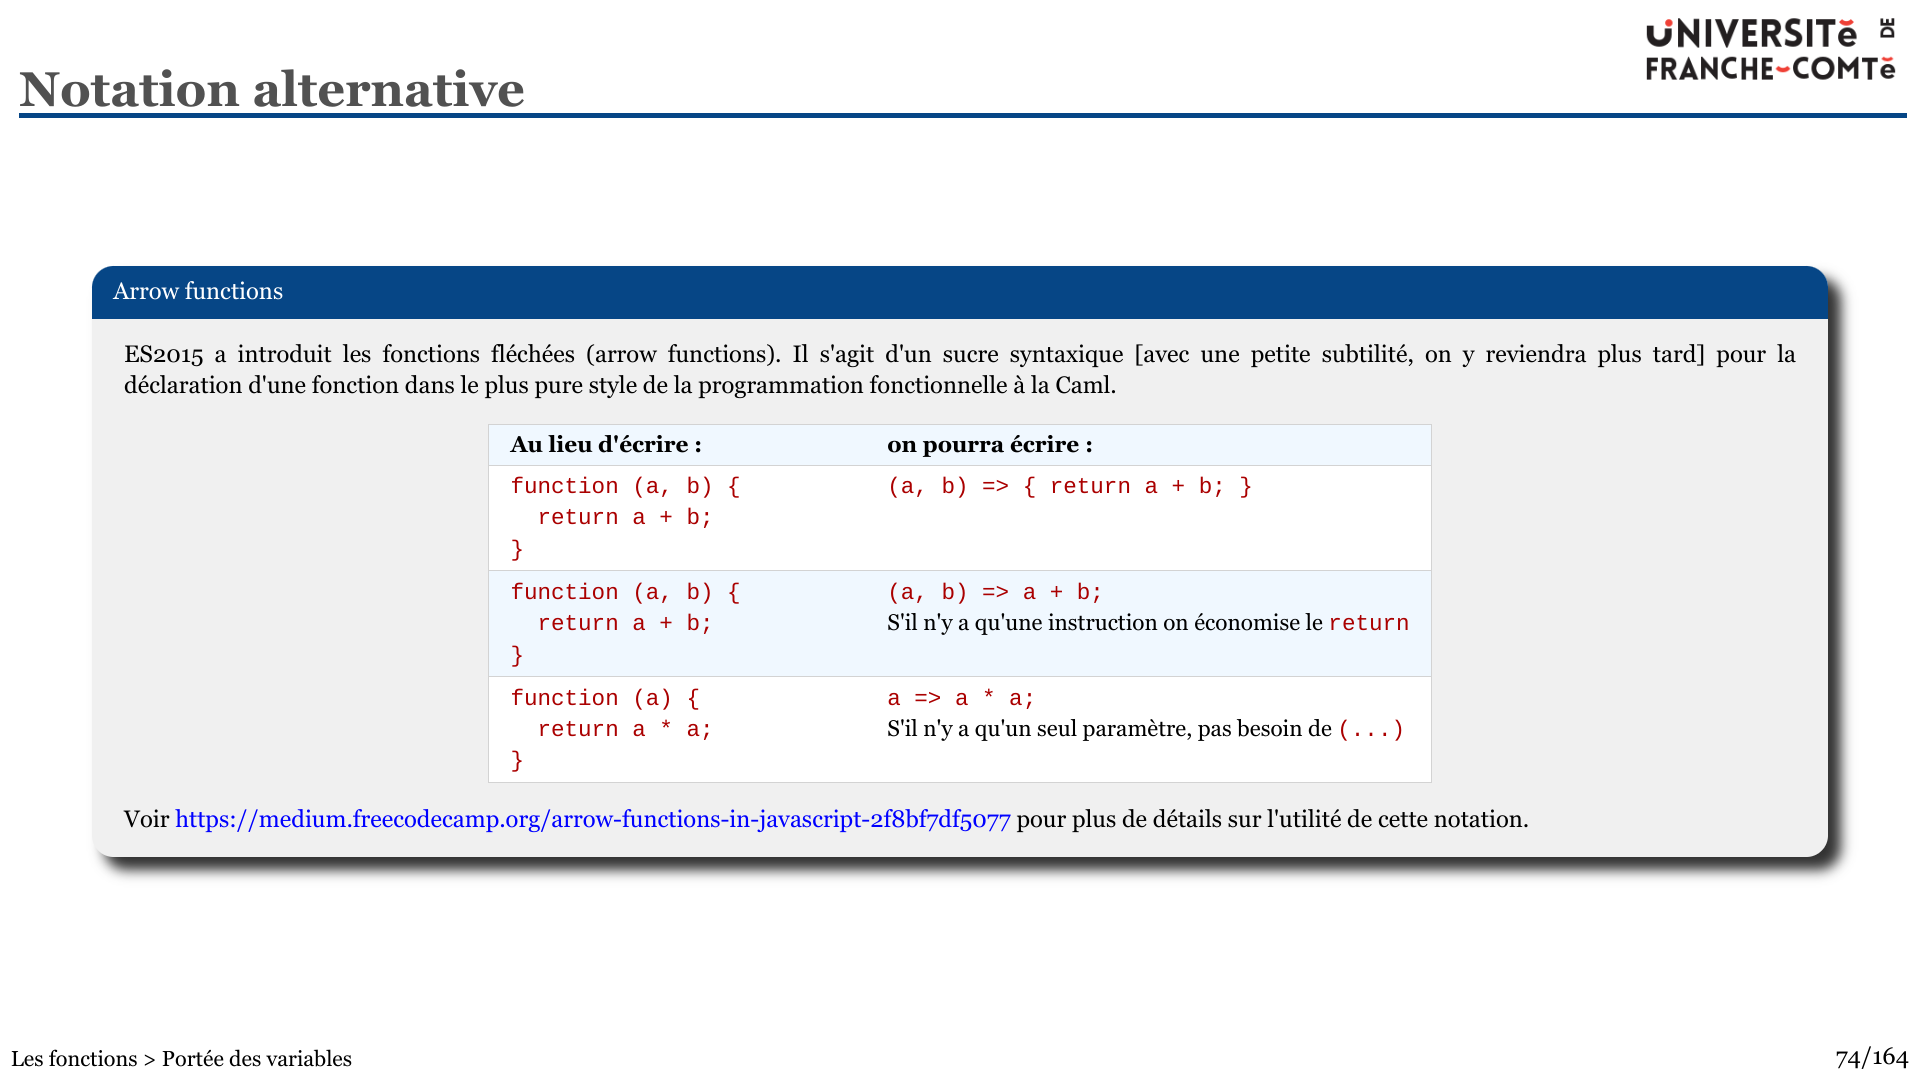 UNIVERSITĕ DE
FRANCHE-COMTĕ
Notation alternative
Arrow functions
ES2015 a introduit les fonctions fléchées (arrow functions). Il s'agit d'un sucre syntaxique [avec une petite subtilité, on y reviendra plus tard] pour la
déclaration d'une fonction dans le plus pure style de la programmation fonctionnelle à la Caml.
Au lieu d'écrire : on pourra écrire :
function (a, b) { (a, b) => { return a + b; }
return a + b;
}
function (a, b) { (a, b) => a + b;
return a + b; S'il n'y a qu'une instruction on économise le return
}
function (a) { a => a * a;
return a * a; S'il n'y a qu'un seul paramètre, pas besoin de (...)
}
Voir https://medium.freecodecamp.org/arrow-functions-in-javascript-2f8bf7df5077 pour plus de détails sur l'utilité de cette notation.
Les fonctions > Portée des variables 74/164